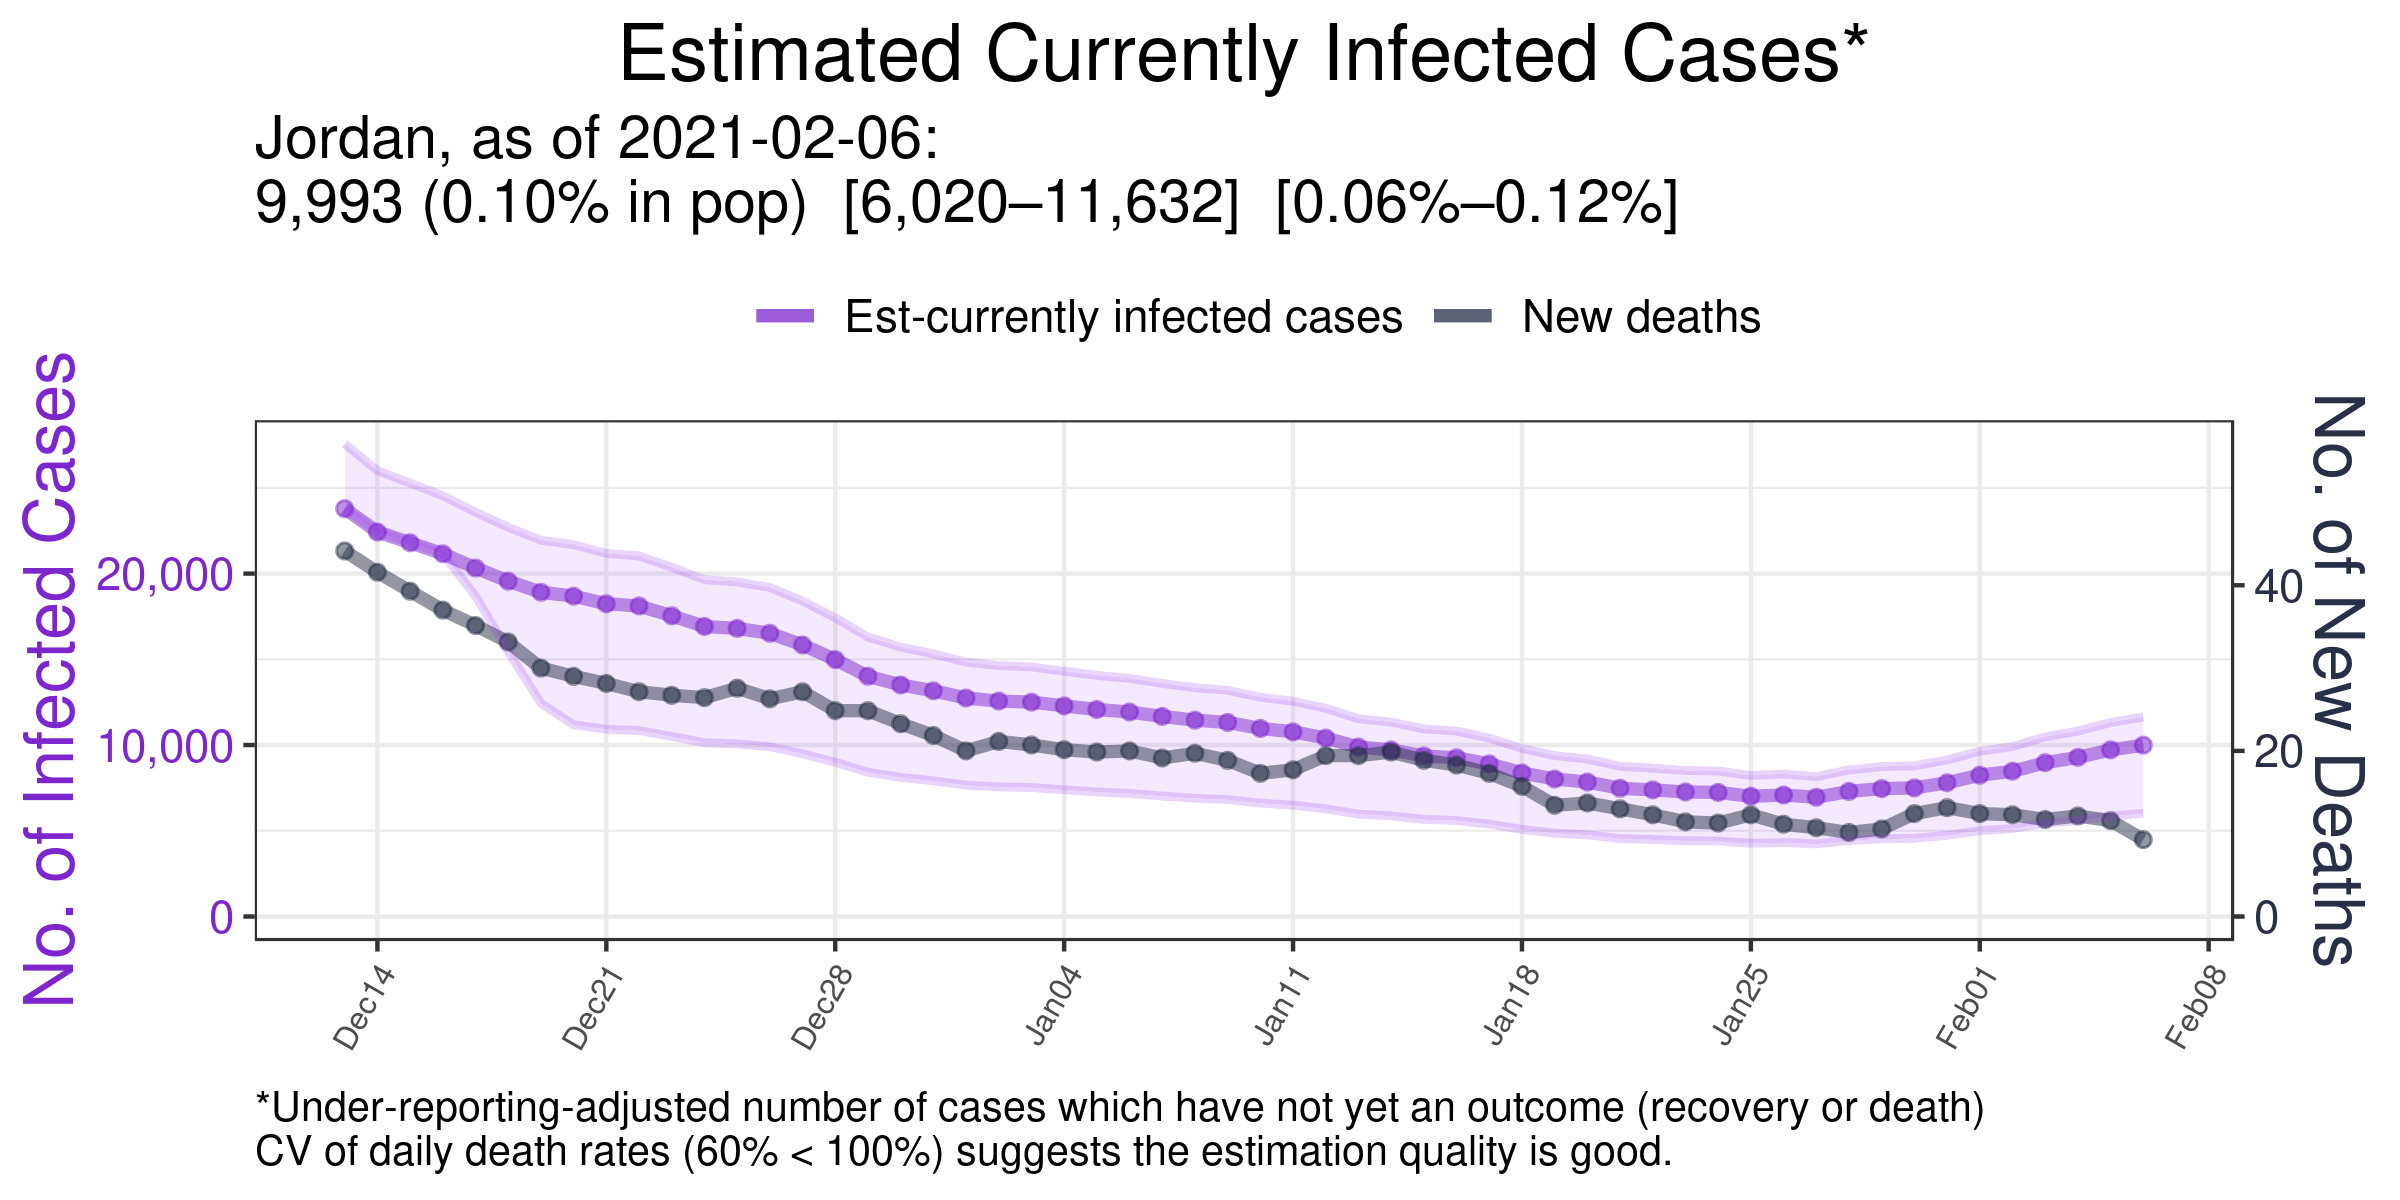 Estimated Currently Infected Cases*
Jordan, as of 2021-02-06:
9,993 (0.10% in pop)  [6,020–11,632]  [0.06%–0.12%]
Est-currently infected cases
New deaths
No. of Infected Cases
20,000
10,000
0
No. of New Deaths
40
20
0
Dec14
Dec21
Dec28
Jan04
Jan11
Jan18
Jan25
Feb01
Feb08
*Under-reporting-adjusted number of cases which have not yet an outcome (recovery or death)
CV of daily death rates (60% < 100%) suggests the estimation quality is good.